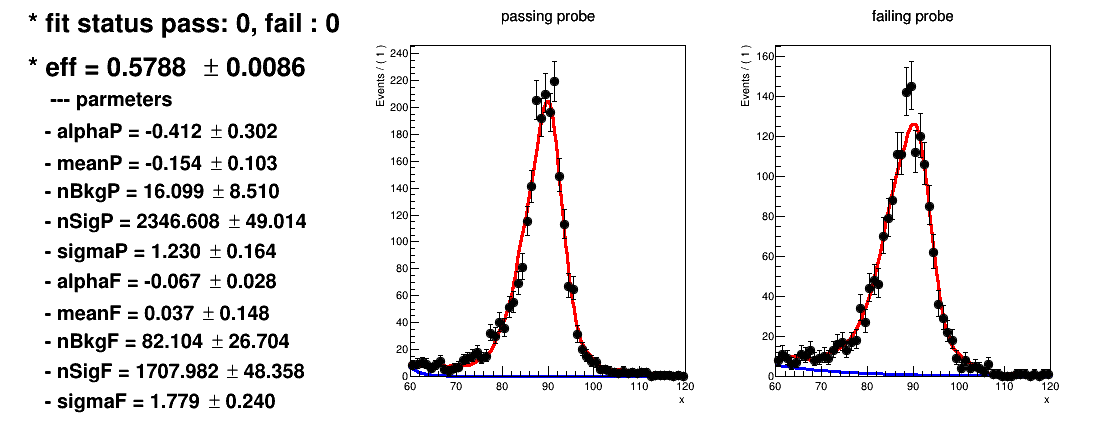 * fit status pass: 0, fail : 0
* eff = 0.5788 ± 0.0086
--- parmeters
- alphaP = -0.412 ± 0.302
- meanP = -0.154 ± 0.103
- nBkgP = 16.099 ± 8.510
- nSigP = 2346.608 ± 49.014
- sigmaP = 1.230 ± 0.164
- alphaF = -0.067 ± 0.028
- meanF = 0.037 ± 0.148
- nBkgF = 82.104 ± 26.704
- nSigF = 1707.982 ± 48.358
- sigmaF = 1.779 ± 0.240
passing probe
Events / ( 1 )
240
220
200
180
160
140
120
100
80
60
40
20
0
60 70 80 90 100 110 120
x
failing probe
Events / ( 1 )
160
140
120
100
80
60
40
20
0
60 70 80 90 100 110 120
x